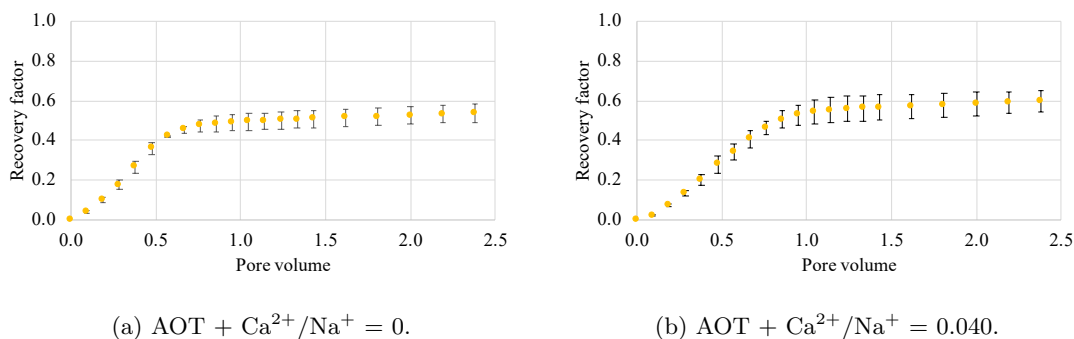 1.0
0.8
0.6
0.4
0.2
0.0
Recovery factor
0.0 0.5 1.0 1.5 2.0 2.5
Pore volume
(a) AOT + Ca²⁺/Na⁺ = 0.
1.0
0.8
0.6
0.4
0.2
0.0
Recovery factor
0.0 0.5 1.0 1.5 2.0 2.5
Pore volume
(b) AOT + Ca²⁺/Na⁺ = 0.040.